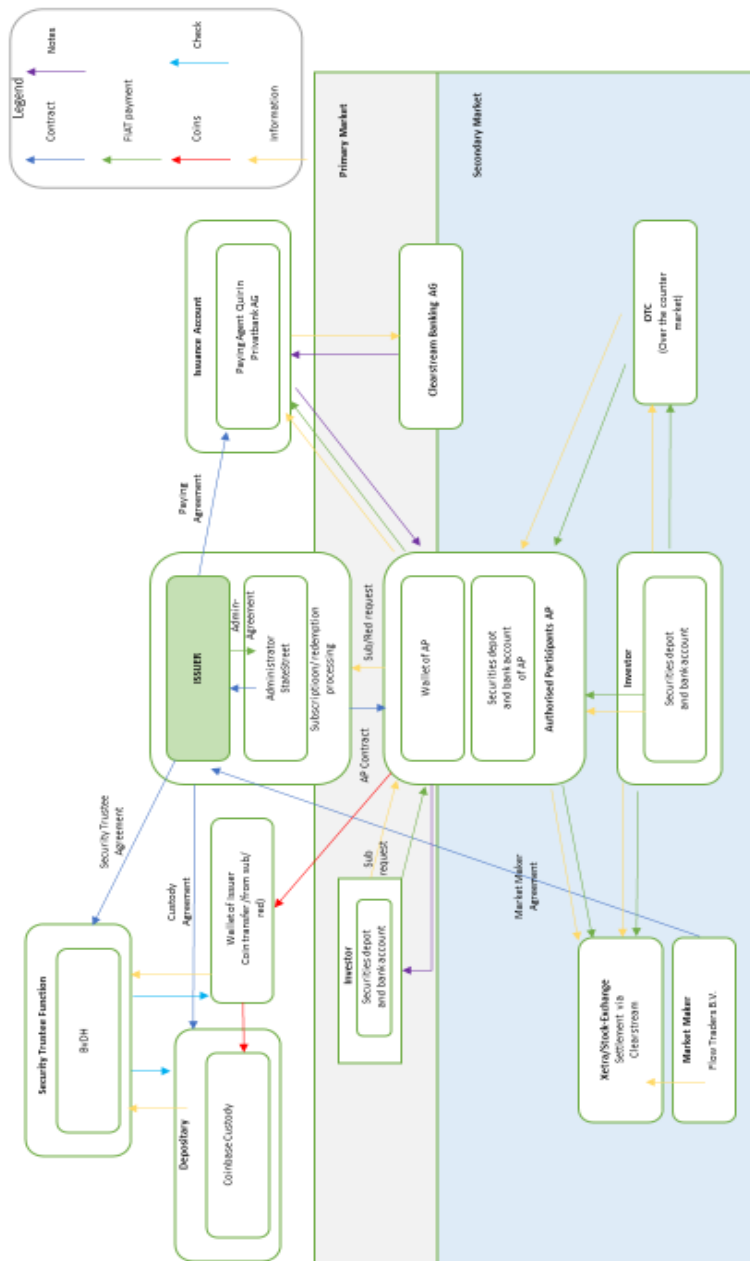 Legend
Contract
Notes
FIAT payment
Coins
Check
Information
Security Trustee Function
BvDH
Depositary
Coinbase Custody
Security Trustee
Agreement
Custody
Agreement
Wallet of Issuer
Coin transfer /from sub/
red)
ISSUER
Admin-
Agreement
Administrator
StateStreet
Subscriptioon/redemption
processing
Paying
Agreement
Issuance Account
Paying Agent Quirin
Privatbank AG
Primary Market
Investor
Securities depot
and bank account
Sub
request
AP Contract
Sub/Red request
Wallet of AP
Securities depot
and bank account
of AP
Authorised Participants AP
Clearstream Banking AG
Secondary Market
Market Maker
Agreement
Xetra/Stock-Exchange
Settlement via
Clearstream
Market Maker
Flow Traders B.V.
Investor
Securities depot
and bank account
OTC
(Over the counter
market)